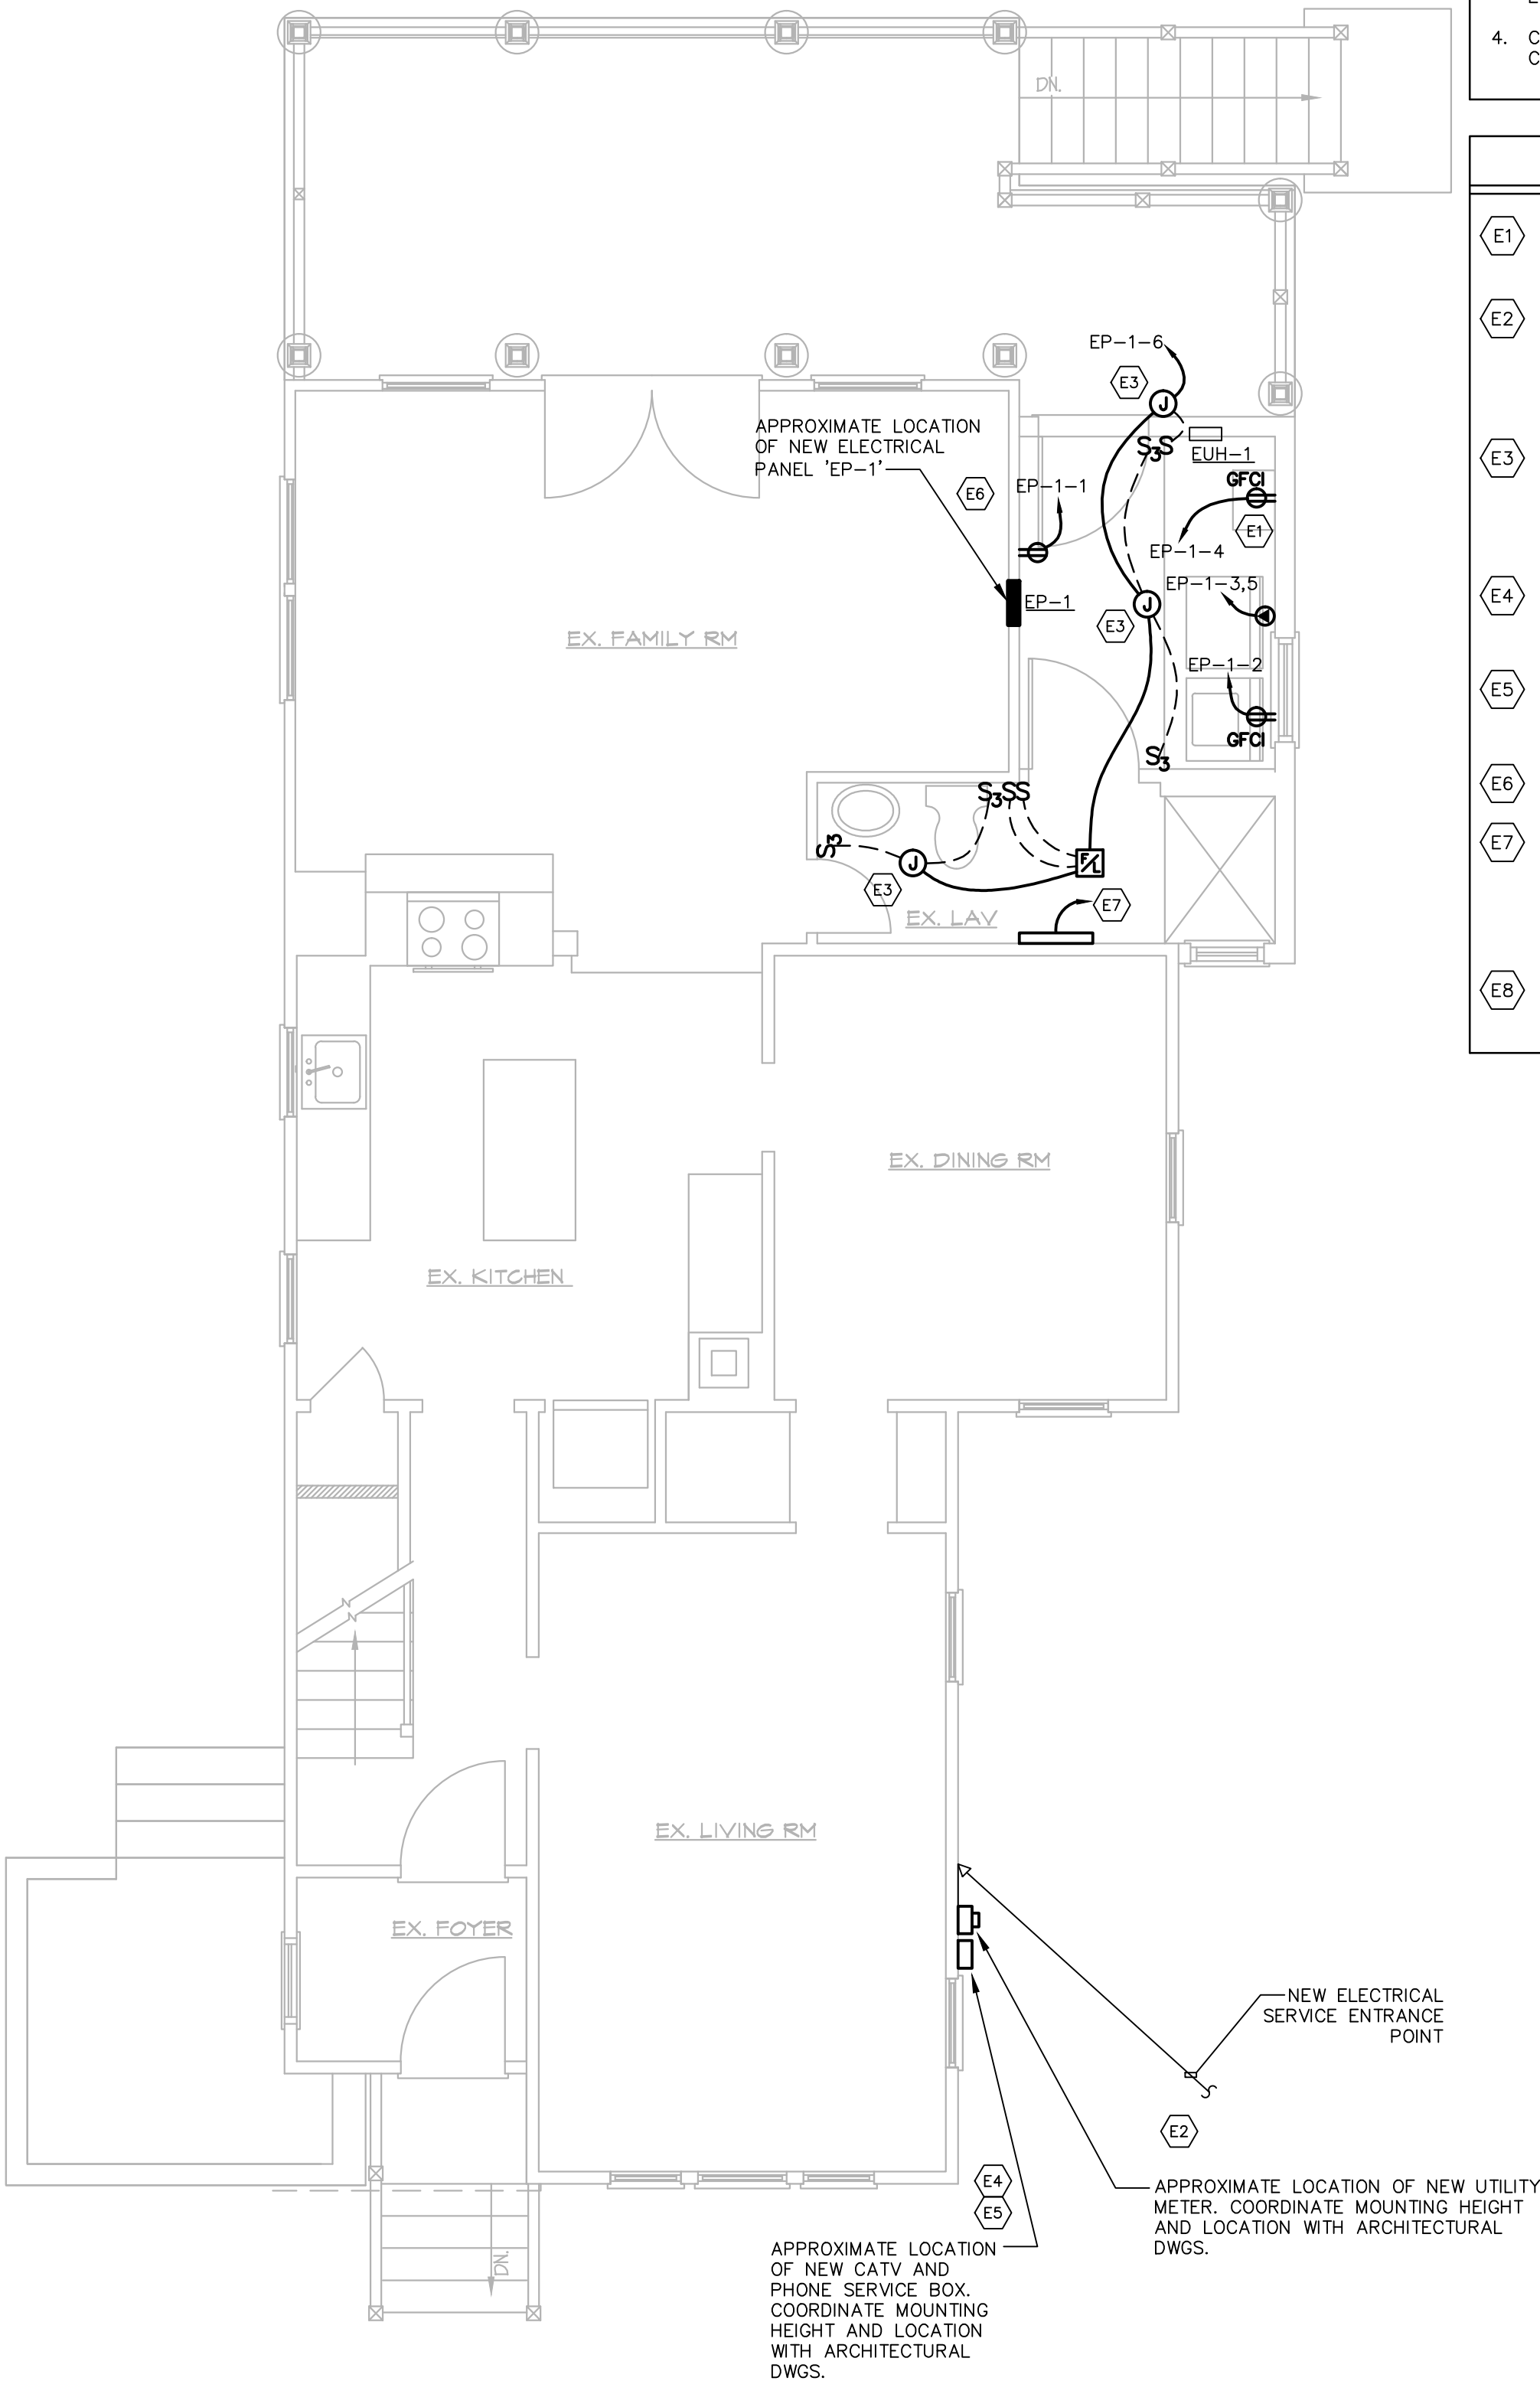 E
4. C
C
DN.
E1
E2
EP-1-6
E3
APPROXIMATE LOCATION
OF NEW ELECTRICAL
PANEL 'EP-1'
S3S
EUH-1
J
E3
E6
EP-1-1
GFCI
E1
EP-1-4
EP-1-3,5
E4
EP-1
J
EX. FAMILY RM
E3
EP-1-2
E5
GFCI
S3
E6
S3SS
S3
J
F/L
E7
E3
E7
EX. LAV
E8
EX. DINING RM
EX. KITCHEN
EX. LIVING RM
EX. FOYER
NEW ELECTRICAL
SERVICE ENTRANCE
POINT
E2
E4
E5
APPROXIMATE LOCATION OF NEW UTILITY
METER. COORDINATE MOUNTING HEIGHT
AND LOCATION WITH ARCHITECTURAL
DWGS.
DN.
APPROXIMATE LOCATION
OF NEW CATV AND
PHONE SERVICE BOX.
COORDINATE MOUNTING
HEIGHT AND LOCATION
WITH ARCHITECTURAL
DWGS.